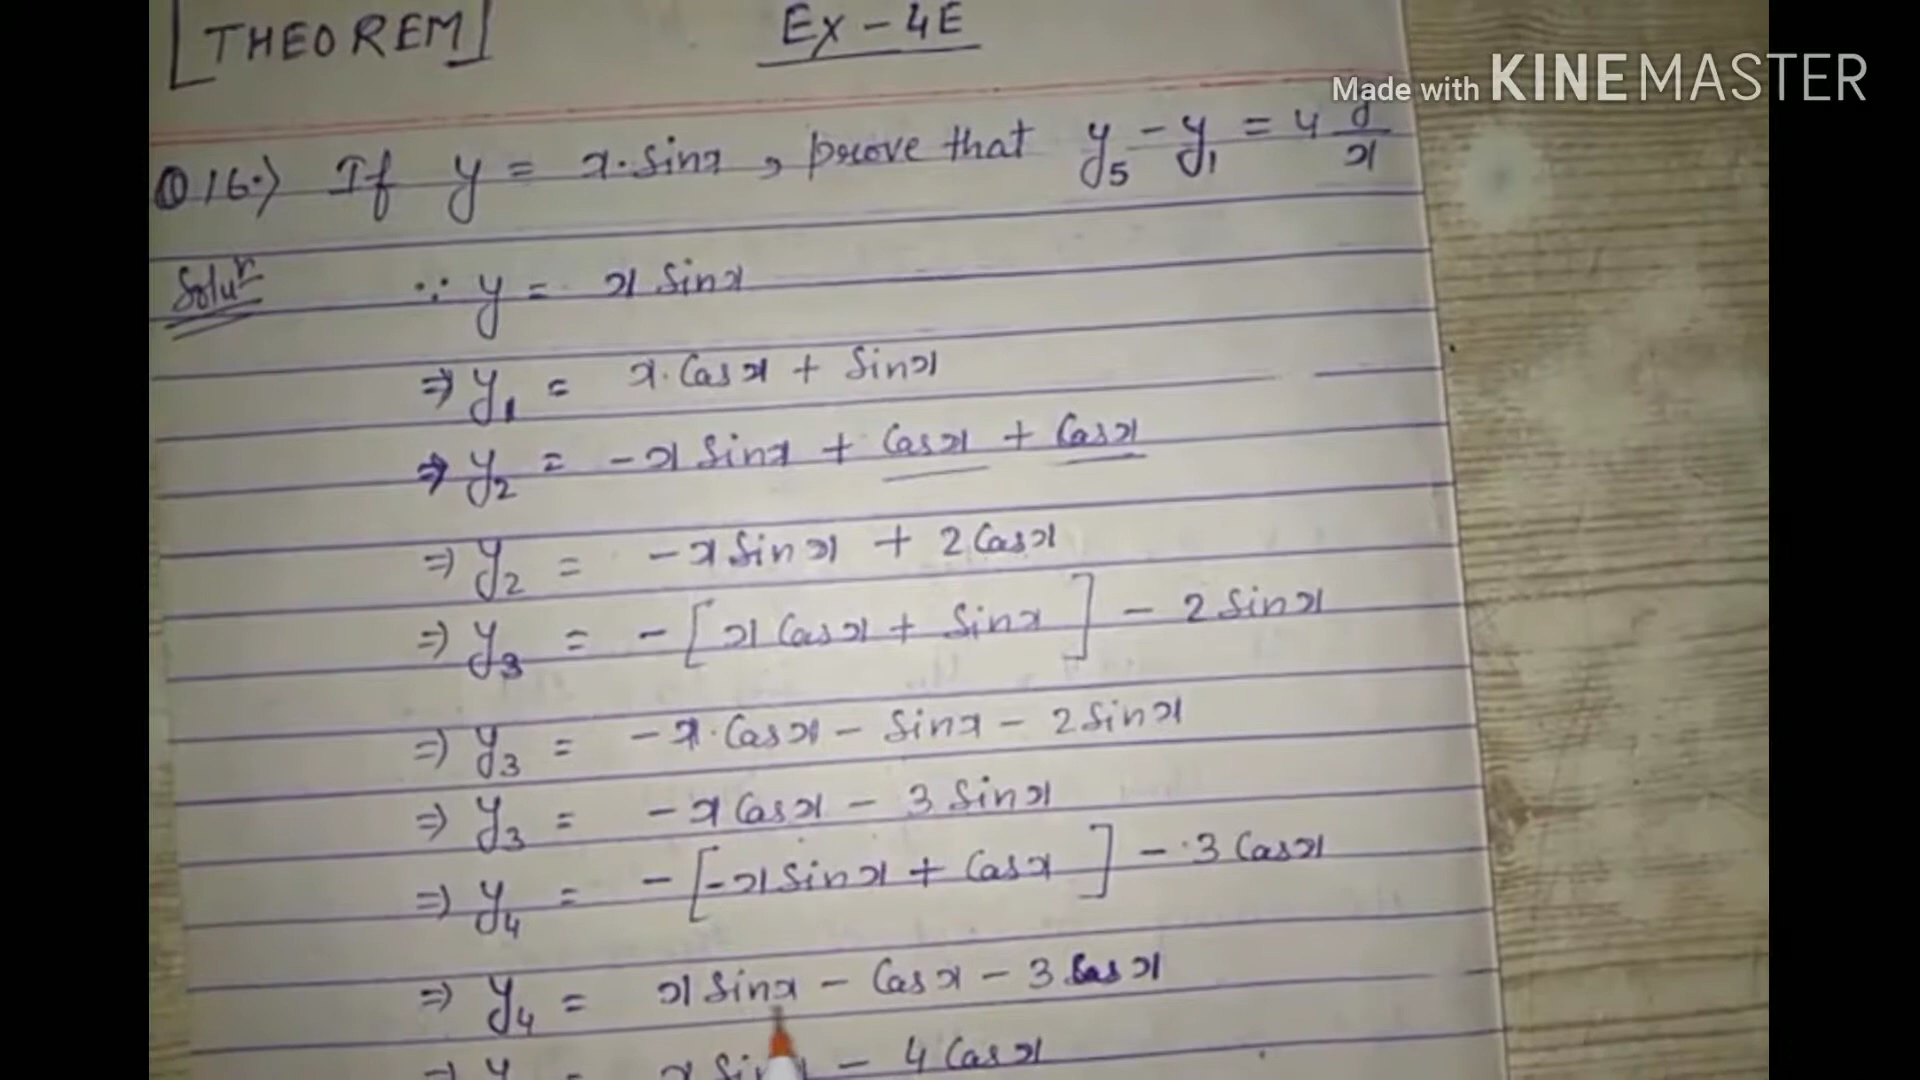 [THEOREM]
Ex - 4E
Made with KINEMASTER
Q16.) If y = x·sinx, prove that y₅ - y₁ = 4 y/x
Soluⁿ ∵ y = x Sinx
⇒ y₁ = x·Cosx + Sinx
⇒ y₂ = -x Sinx + Cosx + Cosx
⇒ y₂ = -x Sinx + 2 Cosx
⇒ y₃ = -[x Cosx + Sinx] - 2 Sinx
⇒ y₃ = -x·Cosx - Sinx - 2 Sinx
⇒ y₃ = -x Cosx - 3 Sinx
⇒ y₄ = -[-x Sinx + Cosx] - 3 Cosx
⇒ y₄ = x Sinx - Cosx - 3 Cosx
⇒ y = x Sin - 4 Cosx